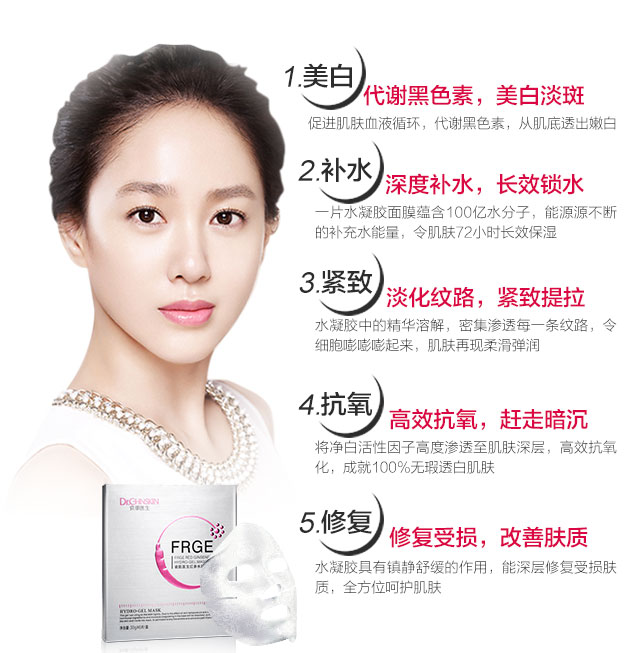 1.美白
代谢黑色素，美白淡斑
促进肌肤血液循环，代谢黑色素，从肌底透出嫩白
2.补水
深度补水，长效锁水
一片水凝胶面膜蕴含100亿水分子，能源源不断
的补充水能量，令肌肤72小时长效保湿
3.紧致
淡化纹路，紧致提拉
水凝胶中的精华溶解，密集渗透每一条纹路，令
细胞嘭嘭嘭起来，肌肤再现柔滑弹润
4.抗氧
高效抗氧，赶走暗沉
将净白活性因子高度渗透至肌肤深层，高效抗氧
化，成就100%无瑕透白肌肤
5.修复
修复受损，改善肤质
水凝胶具有镇静舒缓的作用，能深层修复受损肤
质，全方位呵护肌肤
FRGE
FRGE RED GINSENG
HYDRO-GEL MASK
HYDRO-GEL MASK